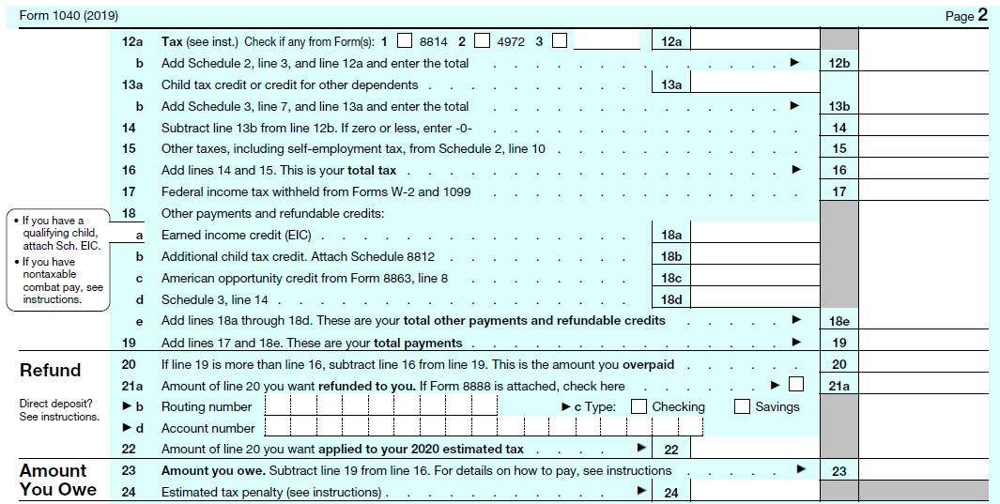 Form 1040 (2019) Page 2
12a Tax (see inst.) Check if any from Form(s): 1 8814 2 4972 3 12a
b Add Schedule 2, line 3, and line 12a and enter the total . . . . . . . . . . . . . . ▶ 12b
13a Child tax credit or credit for other dependents . . . . . . . . . . 13a
b Add Schedule 3, line 7, and line 13a and enter the total . . . . . . . . . . . . . . ▶ 13b
14 Subtract line 13b from line 12b. If zero or less, enter -0- . . . . . . . . . . . . . . . 14
15 Other taxes, including self-employment tax, from Schedule 2, line 10 . . . . . . . . . . . . 15
16 Add lines 14 and 15. This is your total tax . . . . . . . . . . . . . . . . . . ▶ 16
17 Federal income tax withheld from Forms W-2 and 1099 . . . . . . . . . . . . . . . 17
18 Other payments and refundable credits:
• If you have a
qualifying child,
attach Sch. EIC.
• If you have
nontaxable
combat pay, see
instructions.
a Earned income credit (EIC) . . . . . . . . . . . . . . . 18a
b Additional child tax credit. Attach Schedule 8812 . . . . . . . . . 18b
c American opportunity credit from Form 8863, line 8 . . . . . . . . 18c
d Schedule 3, line 14 . . . . . . . . . . . . . . . . . 18d
e Add lines 18a through 18d. These are your total other payments and refundable credits . . . . . ▶ 18e
19 Add lines 17 and 18e. These are your total payments . . . . . . . . . . . . . . . ▶ 19
Refund
20 If line 19 is more than line 16, subtract line 16 from line 19. This is the amount you overpaid . . . . . . 20
21a Amount of line 20 you want refunded to you. If Form 8888 is attached, check here . . . . . . ▶ 21a
Direct deposit?
See instructions.
▶ b Routing number ▶ c Type: Checking Savings
▶ d Account number
22 Amount of line 20 you want applied to your 2020 estimated tax . . . . ▶ 22
Amount
You Owe
23 Amount you owe. Subtract line 19 from line 16. For details on how to pay, see instructions . . . . . ▶ 23
24 Estimated tax penalty (see instructions) . . . . . . . . . . . ▶ 24